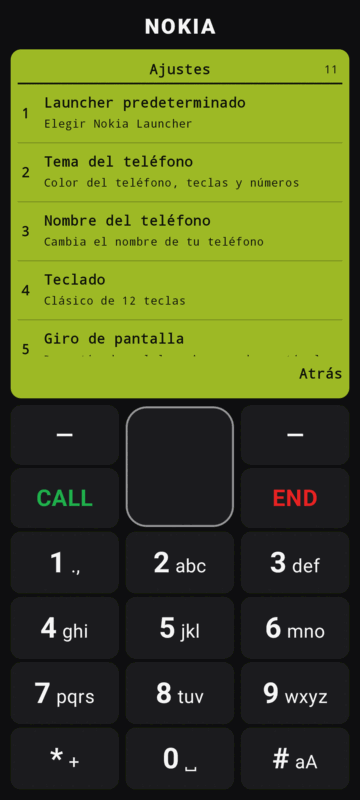 NOKIA
Ajustes 11
1 Launcher predeterminado
Elegir Nokia Launcher
2 Tema del teléfono
Color del teléfono, teclas y números
3 Nombre del teléfono
Cambia el nombre de tu teléfono
4 Teclado
Clásico de 12 teclas
5 Giro de pantalla
Atrás
– –
CALL END
1 ., 2 abc 3 def
4 ghi 5 jkl 6 mno
7 pqrs 8 tuv 9 wxyz
* + 0 ⎵ # aA